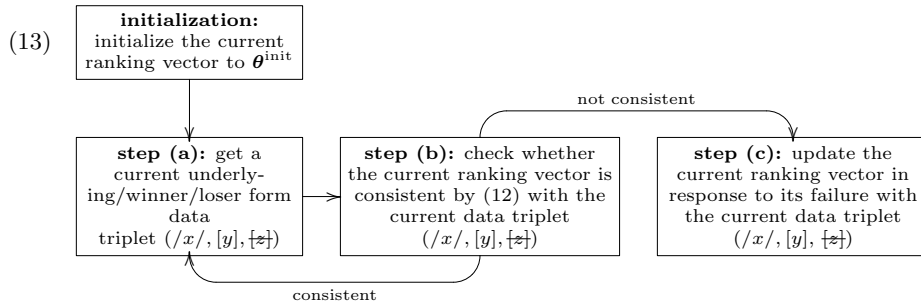 (13)
initialization:
initialize the current
ranking vector to θ^init
not consistent
step (a): get a
current underly-
ing/winner/loser form
data
triplet (/x/, [y], [z])
step (b): check whether
the current ranking vector is
consistent by (12) with the
current data triplet
(/x/, [y], [z])
step (c): update the
current ranking vector in
response to its failure with
the current data triplet
(/x/, [y], [z])
consistent